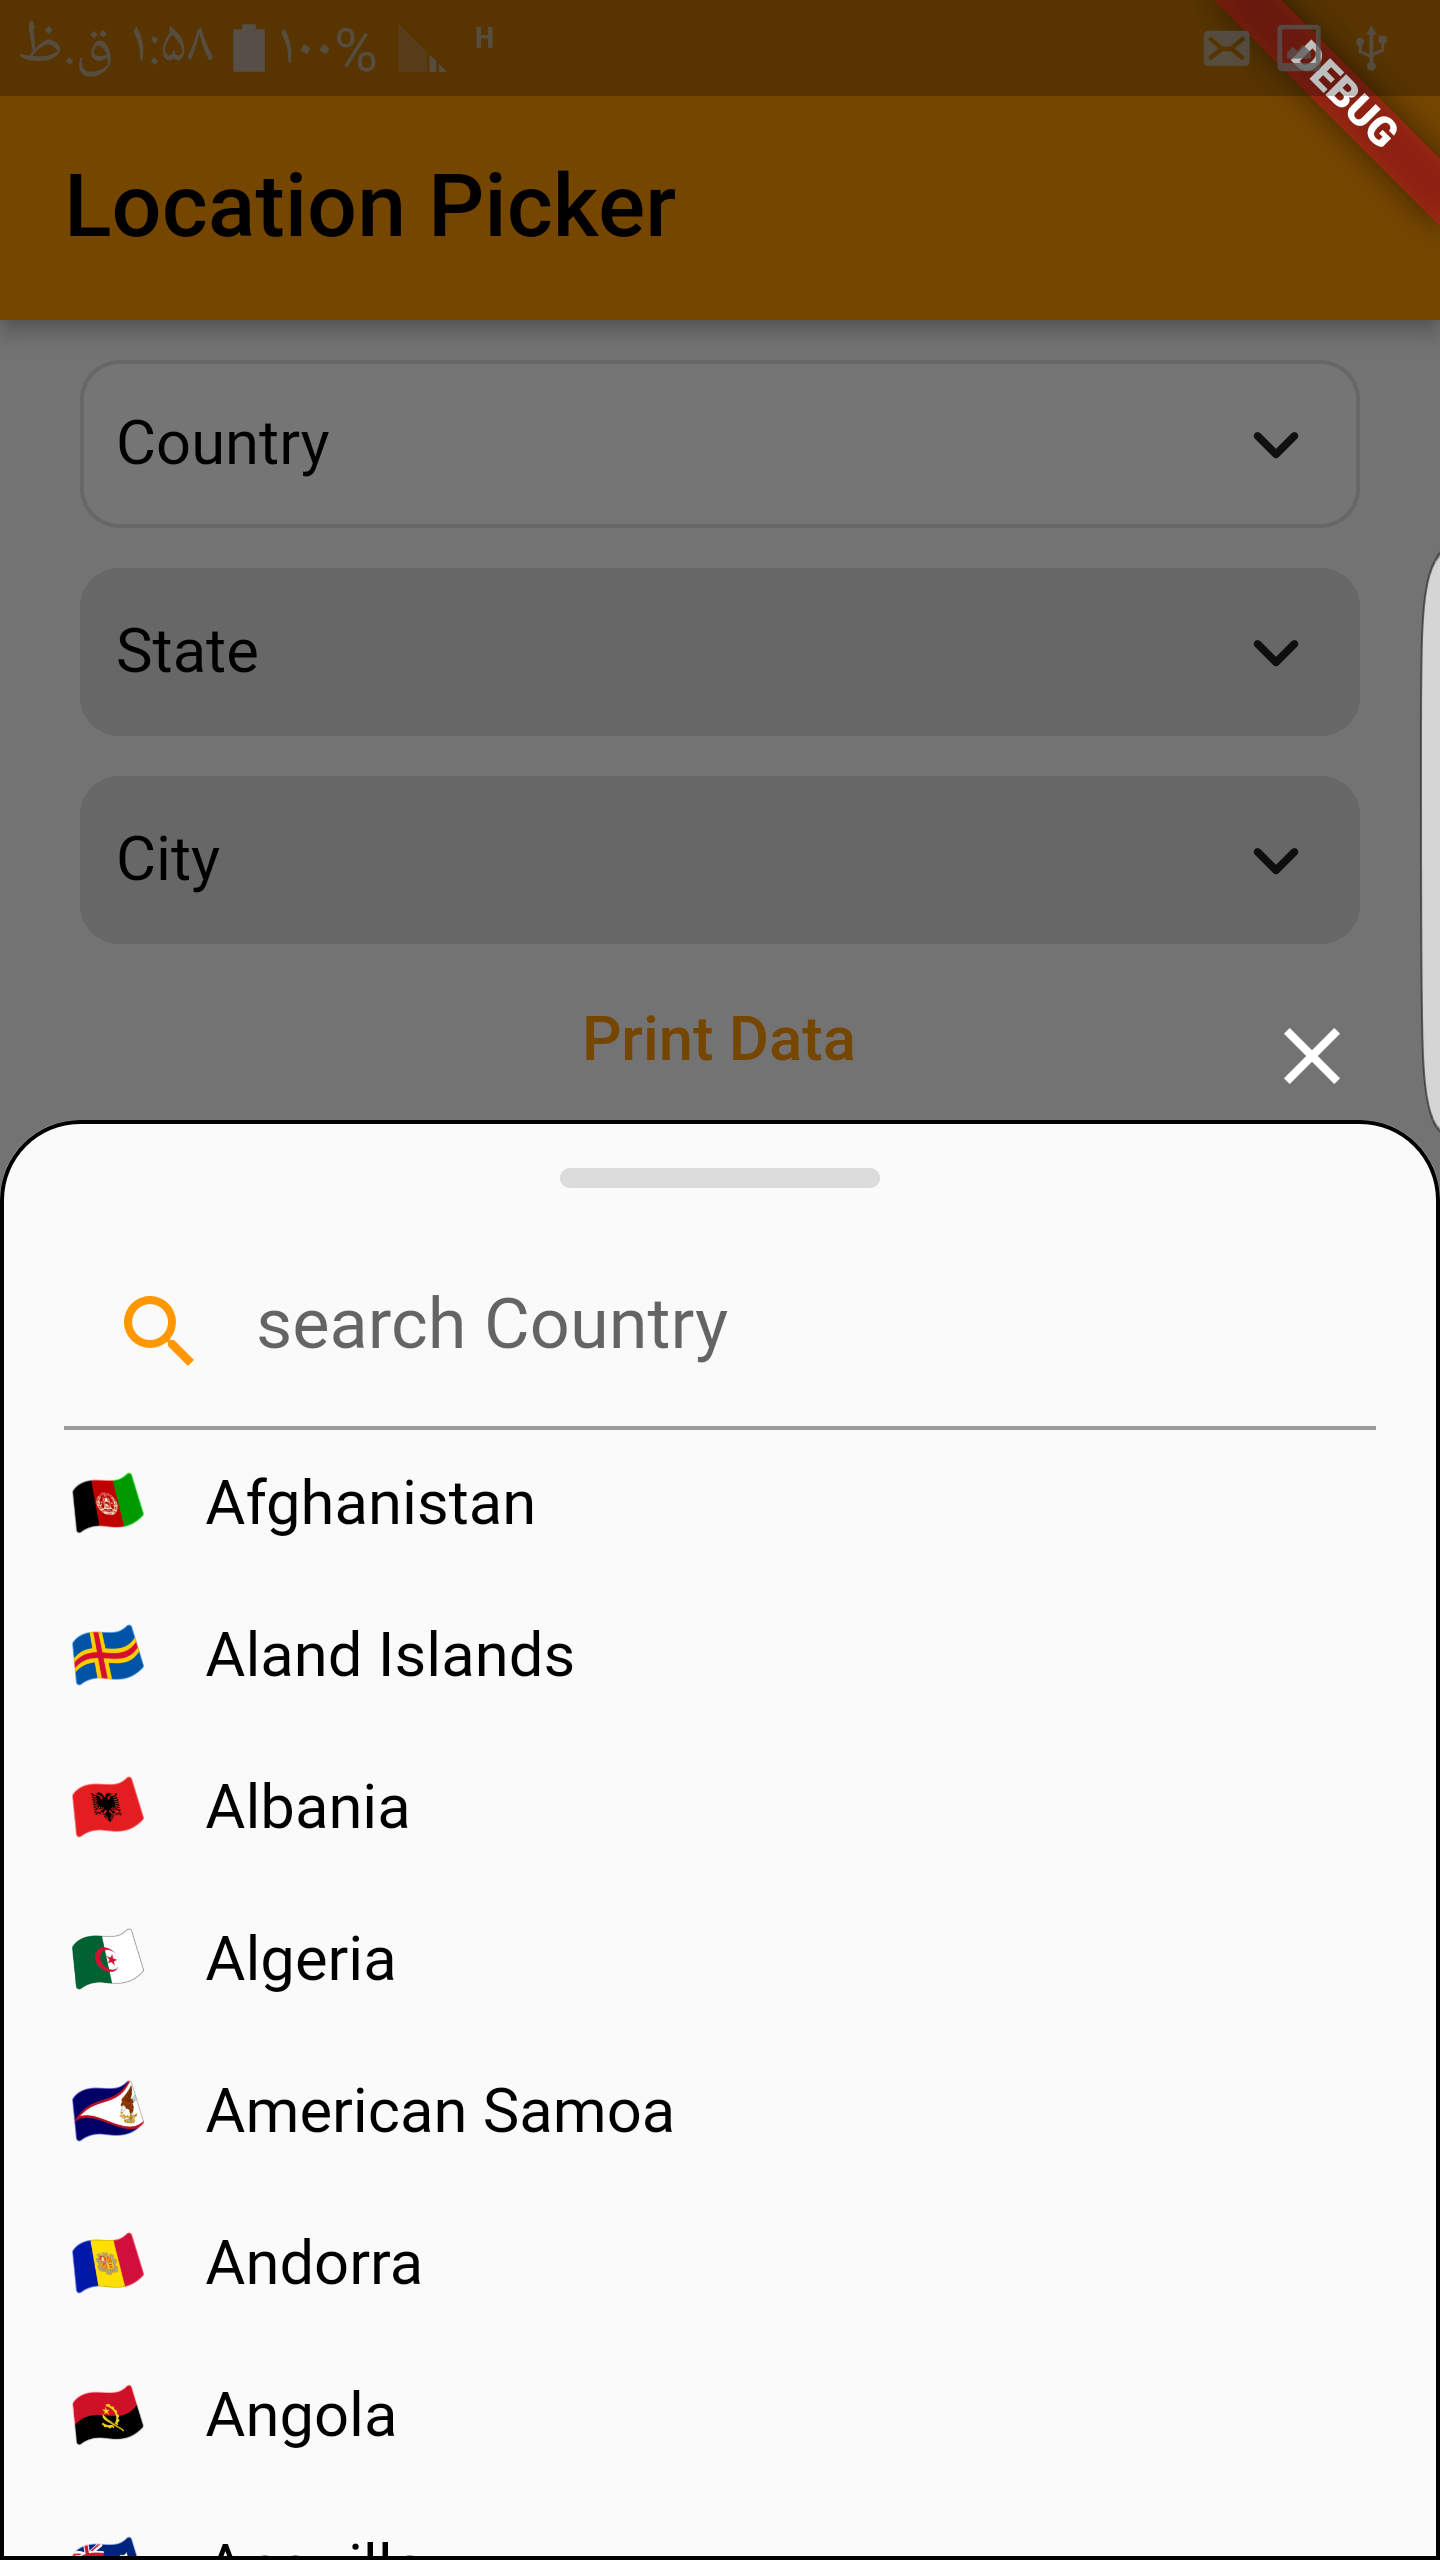 ق.ظ ۱:۵۸ ۱۰۰% H
DEBUG
Location Picker
Country
State
City
Print Data
search Country
Afghanistan
Aland Islands
Albania
Algeria
American Samoa
Andorra
Angola